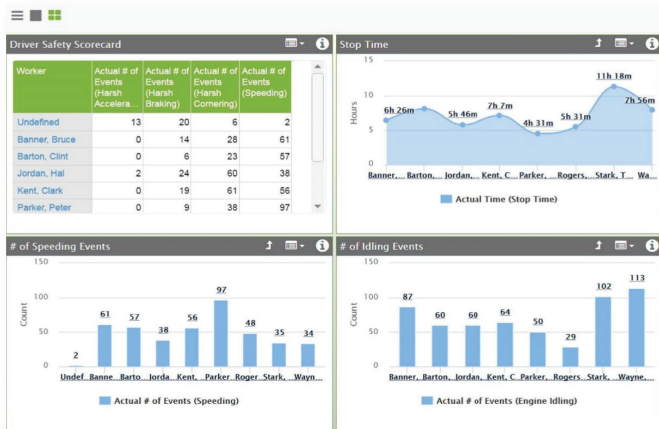 Driver Safety Scorecard
Worker
Actual # of Events (Harsh Accelera...
Actual # of Events (Harsh Braking)
Actual # of Events (Harsh Cornering)
Actual # of Events (Speeding)
Undefined 13 20 6 2
Banner, Bruce 0 14 28 61
Barton, Clint 0 6 23 57
Jordan, Hal 2 24 60 38
Kent, Clark 0 19 61 56
Parker, Peter 0 9 38 97
Stop Time
15
10
5
0
Hours
6h 26m 5h 46m 7h 7m 4h 31m 5h 31m 11h 18m 7h 56m
Banner,... Barton,... Jordan,... Kent, C... Parker,... Rogers,... Stark, T... Wa...
Actual Time (Stop Time)
# of Speeding Events
150
100
50
0
Count
2 61 57 38 56 97 48 35 34
Undef... Banne... Barto... Jorda... Kent,... Parker... Roger... Stark,... Wayn...
Actual # of Events (Speeding)
# of Idling Events
150
100
50
0
Count
87 60 60 64 50 29 102 113
Banner,... Barton,... Jordan,... Kent, C... Parker,... Rogers... Stark,... Wayne,...
Actual # of Events (Engine Idling)